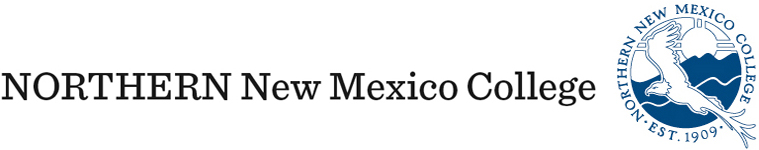 NORTHERN New Mexico College
NORTHERN NEW MEXICO COLLEGE
·EST. 1909·